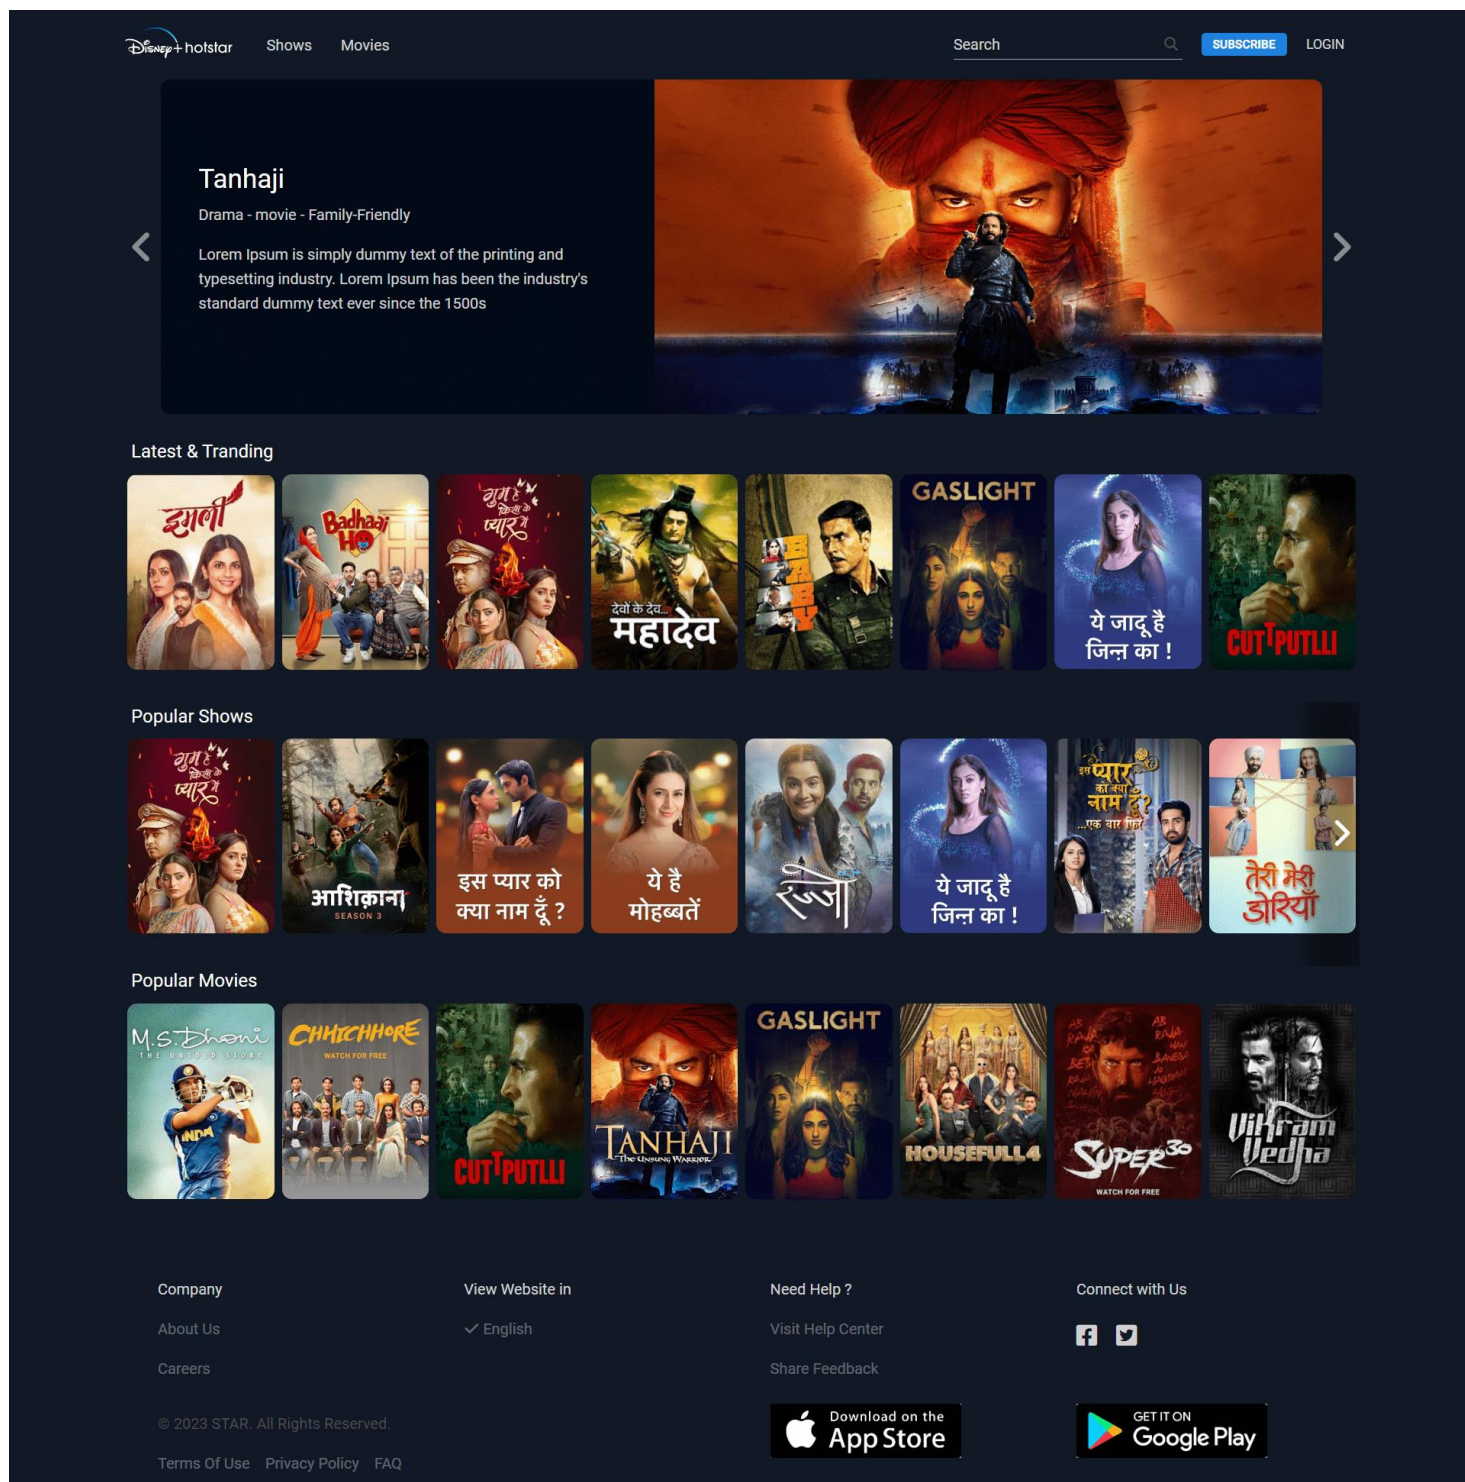 Disney+ hotstar
Shows
Movies
Search
SUBSCRIBE
LOGIN
Tanhaji
Drama - movie - Family-Friendly
Lorem Ipsum is simply dummy text of the printing and
typesetting industry. Lorem Ipsum has been the industry's
standard dummy text ever since the 1500s
Latest & Tranding
इमली
Badhaai
HO
गुम है
किसी के
प्यार में
देवों के देव...
महादेव
BABY
GASLIGHT
ये जादू है
जिन्न का !
CUTTPUTLLI
Popular Shows
गुम है
किसी के
प्यार में
आशिक़ाना
SEASON 3
इस प्यार को
क्या नाम दूँ ?
ये है
मोहब्बतें
रज्जो
ये जादू है
जिन्न का !
इस प्यार
को क्या
नाम दूँ?
...एक बार फिर
तेरी मेरी
डोरियाँ
Popular Movies
M.S.Dhoni
THE UNTOLD STORY
INDIA
CHHICHHORE
WATCH FOR FREE
CUTTPUTLLI
TANHAJI
The Unsung Warrior
GASLIGHT
HOUSEFULL4
SUPER 30
WATCH FOR FREE
Vikram
Vedha
Company
View Website in
Need Help ?
Connect with Us
About Us
English
Visit Help Center
Careers
Share Feedback
© 2023 STAR. All Rights Reserved.
Download on the
App Store
GET IT ON
Google Play
Terms Of Use
Privacy Policy
FAQ